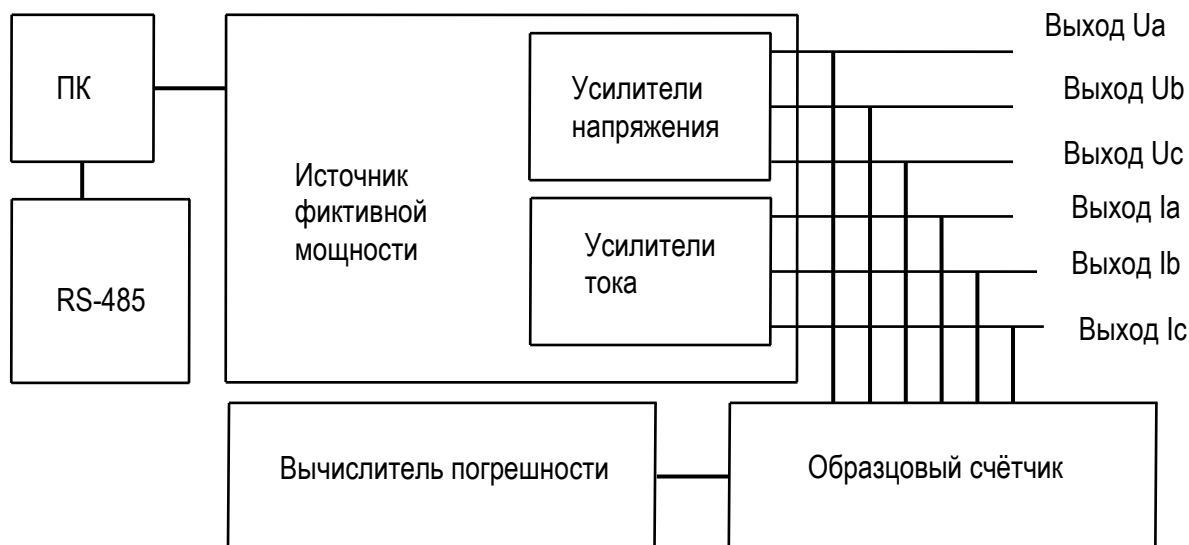 ПК
RS-485
Источник
фиктивной
мощности
Усилители
напряжения
Усилители
тока
Выход Ua
Выход Ub
Выход Uc
Выход Ia
Выход Ib
Выход Ic
Вычислитель погрешности
Образцовый счётчик